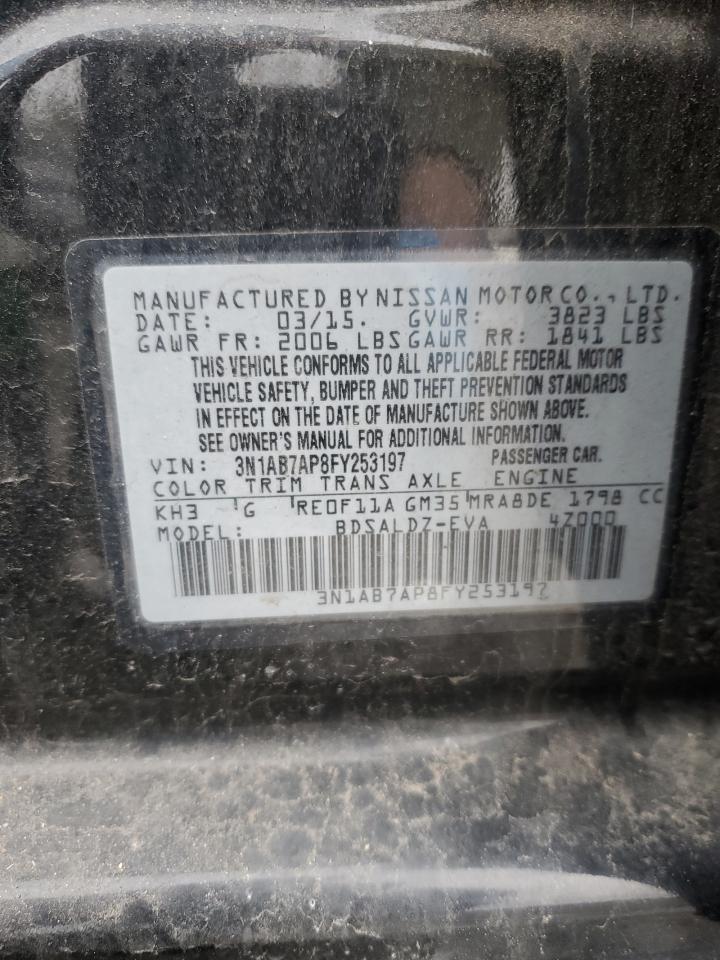 MANUFACTURED BY NISSAN MOTOR CO., LTD.
DATE: 03/15. GVWR: 3823 LBS
GAWR FR: 2006 LBS GAWR RR: 1841 LBS
THIS VEHICLE CONFORMS TO ALL APPLICABLE FEDERAL MOTOR
VEHICLE SAFETY, BUMPER AND THEFT PREVENTION STANDARDS
IN EFFECT ON THE DATE OF MANUFACTURE SHOWN ABOVE.
SEE OWNER'S MANUAL FOR ADDITIONAL INFORMATION.
VIN: 3N1AB7AP8FY253197 PASSENGER CAR.
COLOR TRIM TRANS AXLE ENGINE
KH3 G RE0F11A GM35 MRA8DE 1798 CC
MODEL: BDSALDZ-EVA 4Z000
3N1AB7AP8FY253197